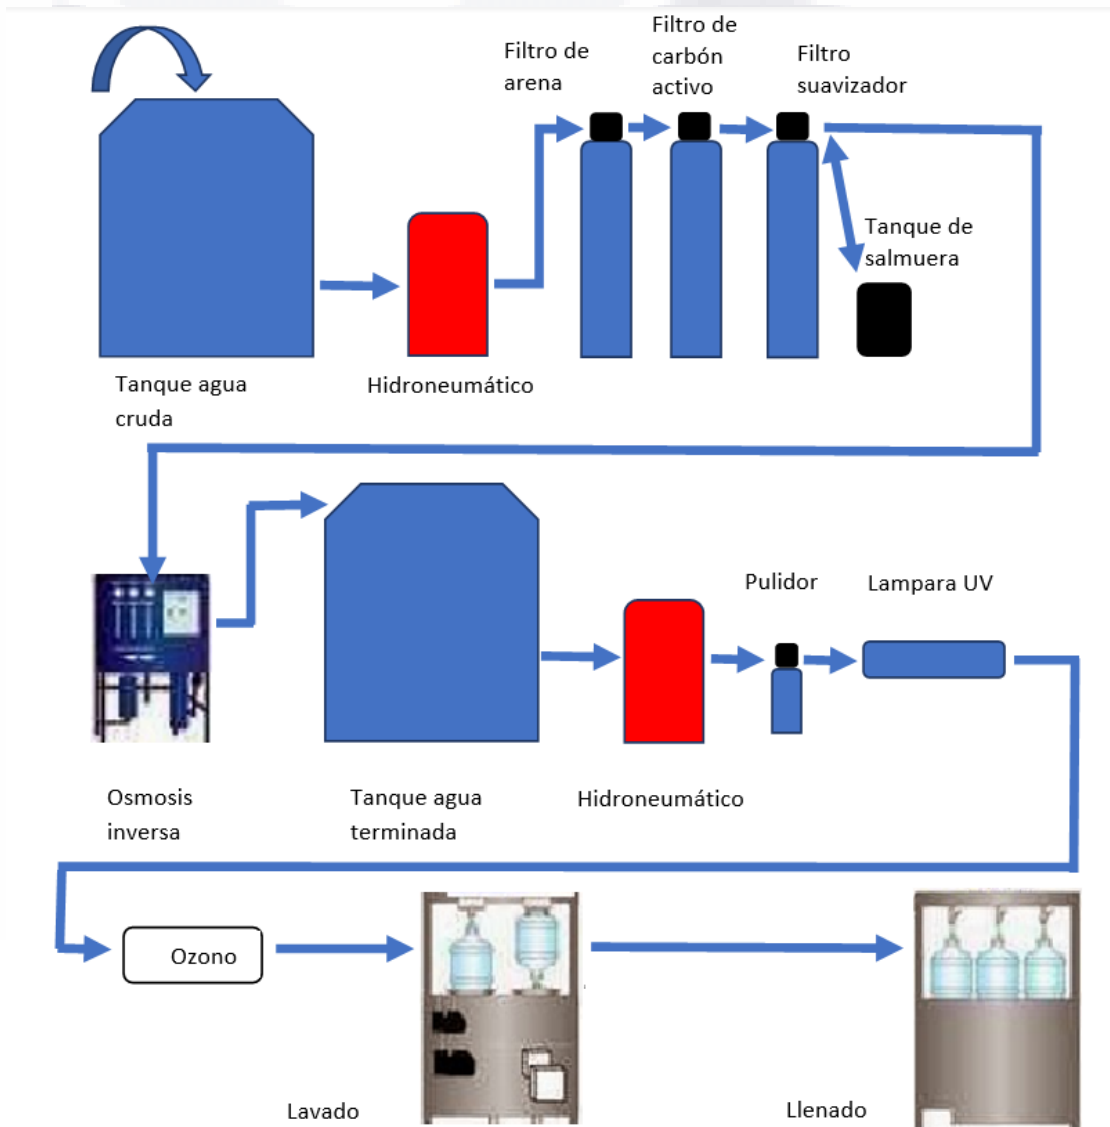 Filtro de
arena
Filtro de
carbón
activo
Filtro
suavizador
Tanque de
salmuera
Tanque agua
cruda
Hidroneumático
Pulidor
Lampara UV
Osmosis
inversa
Tanque agua
terminada
Hidroneumático
Ozono
Lavado
Llenado